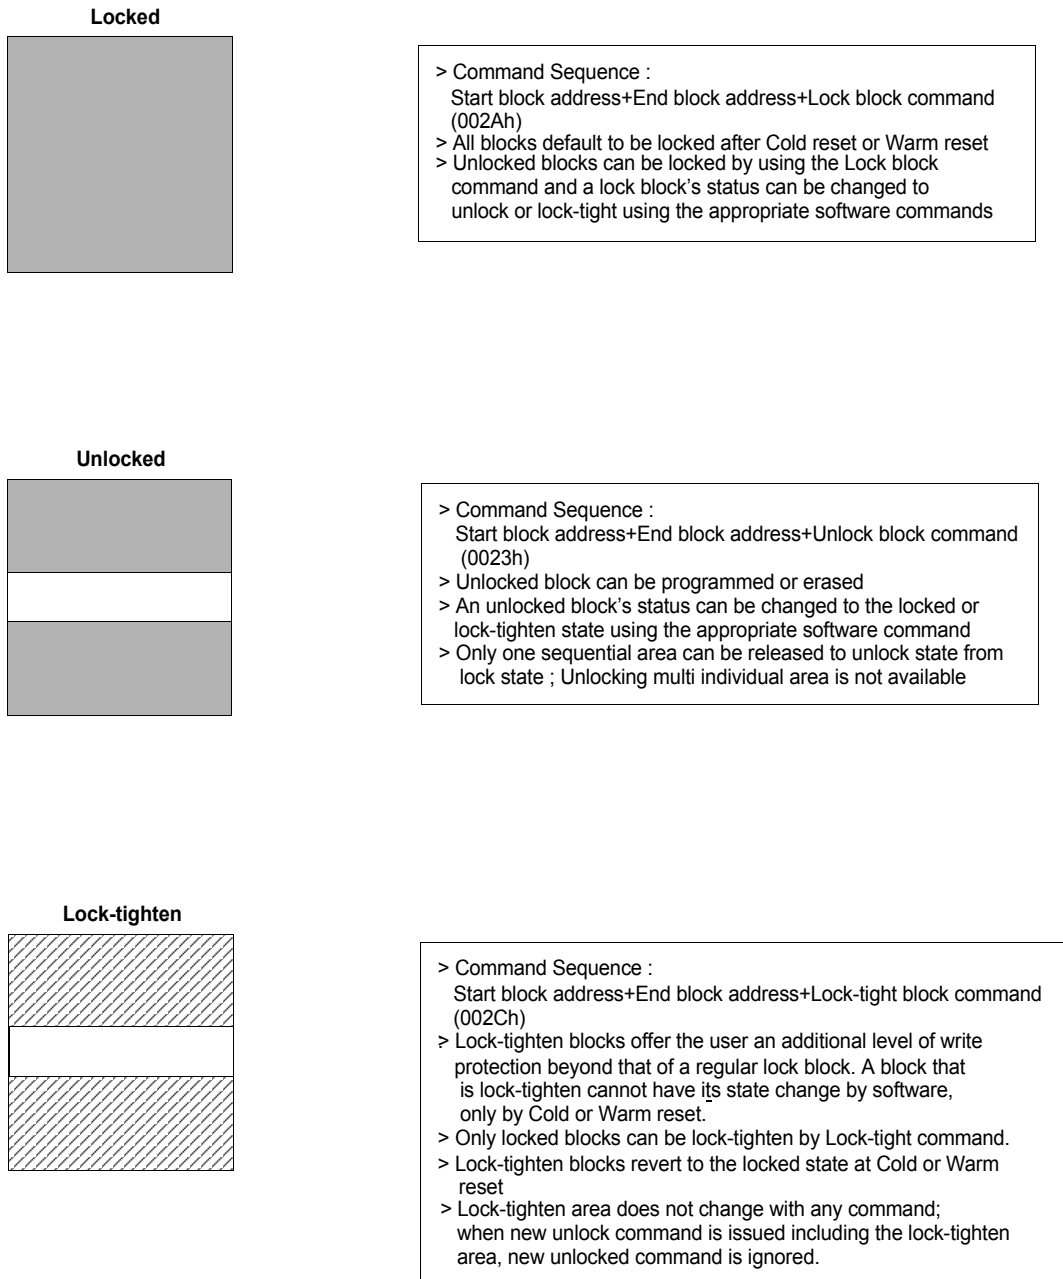 Locked
> Command Sequence :
Start block address+End block address+Lock block command
(002Ah)
> All blocks default to be locked after Cold reset or Warm reset
> Unlocked blocks can be locked by using the Lock block
command and a lock block's status can be changed to
unlock or lock-tight using the appropriate software commands
Unlocked
> Command Sequence :
Start block address+End block address+Unlock block command
(0023h)
> Unlocked block can be programmed or erased
> An unlocked block's status can be changed to the locked or
lock-tighten state using the appropriate software command
> Only one sequential area can be released to unlock state from
lock state ; Unlocking multi individual area is not available
Lock-tighten
> Command Sequence :
Start block address+End block address+Lock-tight block command
(002Ch)
> Lock-tighten blocks offer the user an additional level of write
protection beyond that of a regular lock block. A block that
is lock-tighten cannot have its state change by software,
only by Cold or Warm reset.
> Only locked blocks can be lock-tighten by Lock-tight command.
> Lock-tighten blocks revert to the locked state at Cold or Warm
reset
> Lock-tighten area does not change with any command;
when new unlock command is issued including the lock-tighten
area, new unlocked command is ignored.